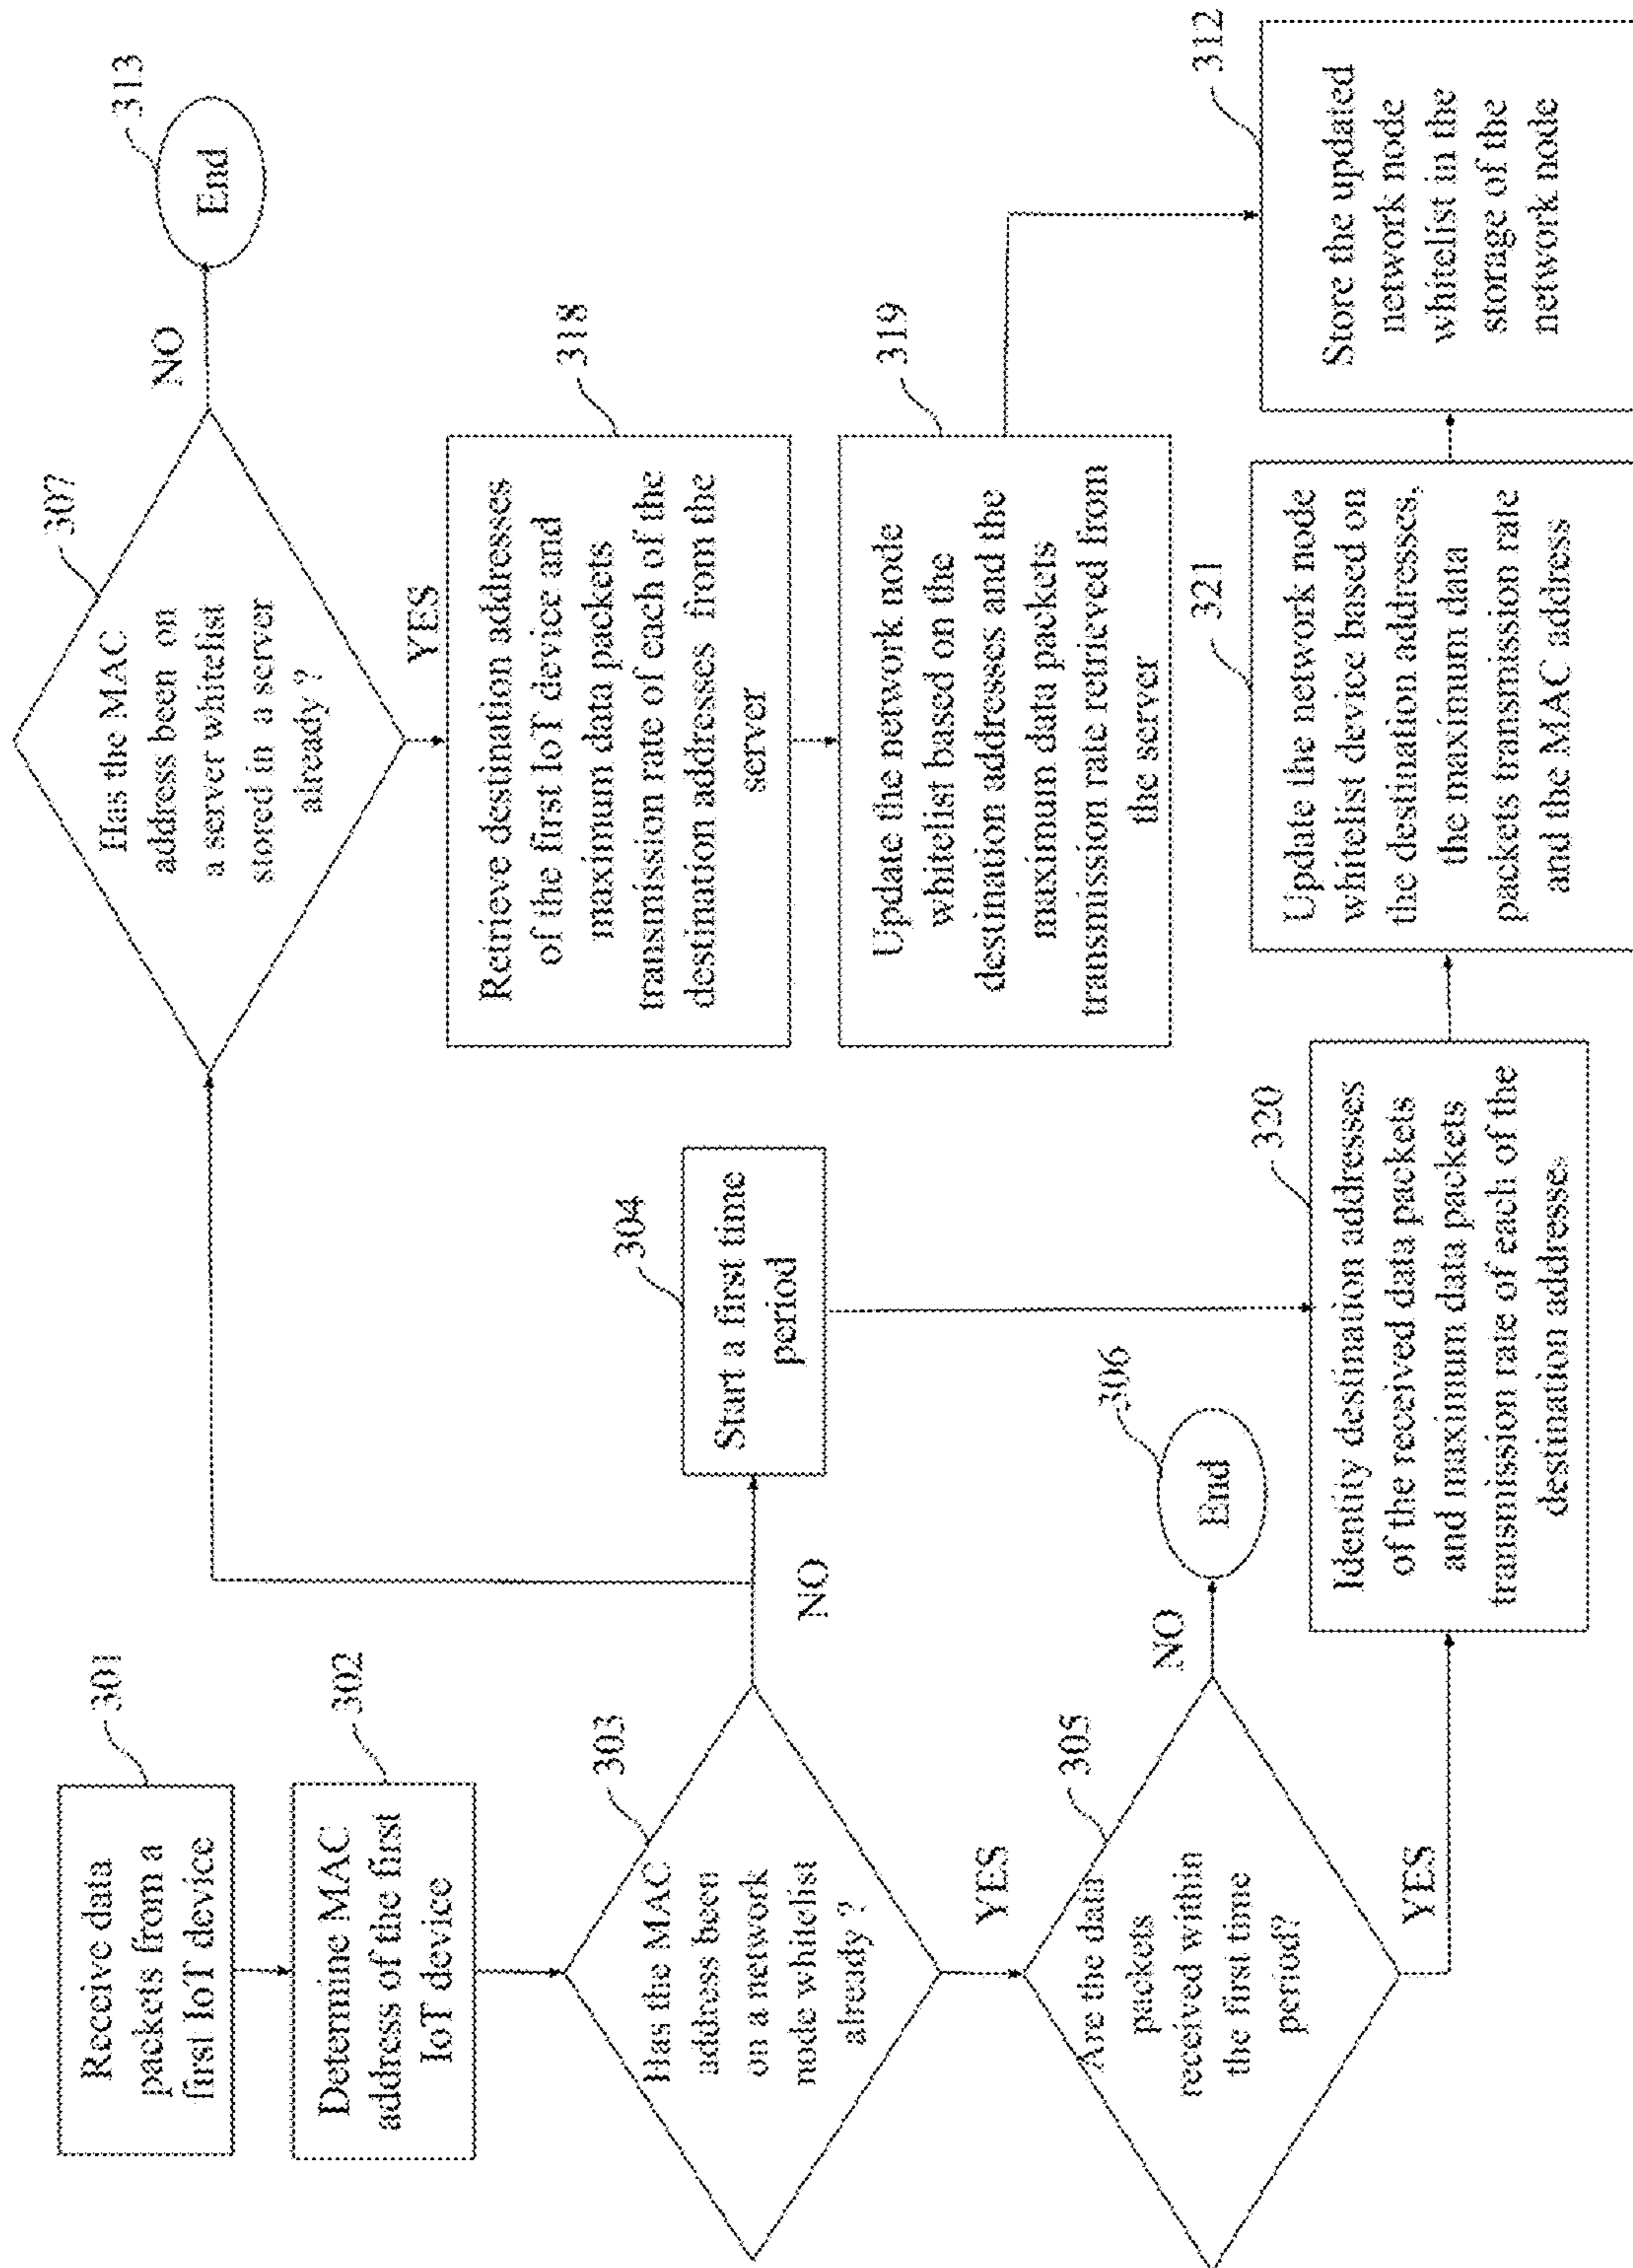 301
Receive data
packets from a
first IoT device
302
Determine MAC
address of the first
IoT device
303
Has the MAC
address been
on a network
node whitelist
already ?
NO
YES
304
Start a first time
period
305
Are the data
packets
received within
the first time
period?
NO
306
End
YES
307
Has the MAC
address been on
a server whitelist
stored in a server
already ?
NO
313
End
YES
318
Retrieve destination addresses
of the first IoT device and
maximum data packets
transmission rate of each of the
destination addresses from the
server
319
Update the network node
whitelist based on the
destination addresses and the
maximum data packets
transmission rate retrieved from
the server
320
Identity destination addresses
of the received data packets
and maximum data packets
transmission rate of each of the
destination addresse.
321
Update the network node
whitelist device based on
the destination addresses,
the maximum data
packets transmission rate
and the MAC address
312
Store the updated
network node
whitelist in the
storage of the
network node